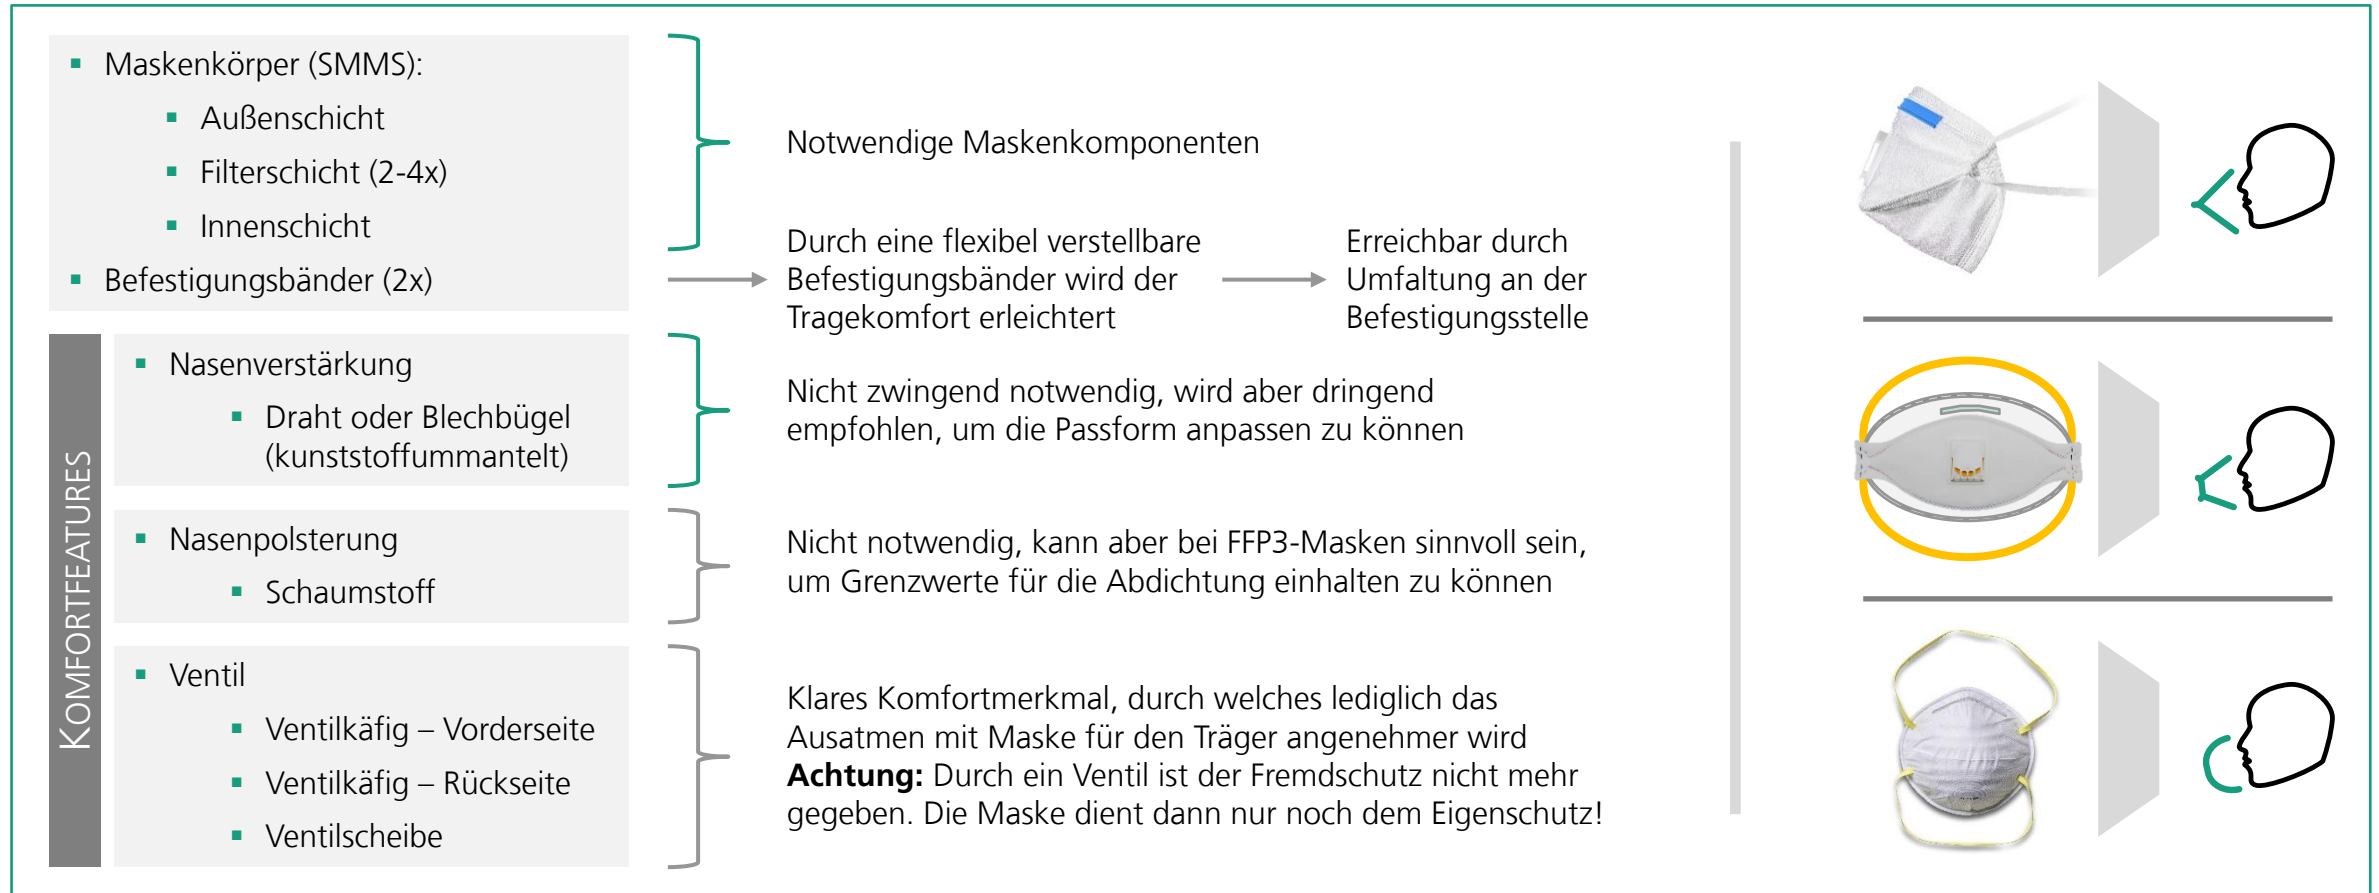 Maskenkörper (SMMS):
Außenschicht
Filterschicht (2-4x)
Innenschicht
Befestigungsbänder (2x)
Notwendige Maskenkomponenten
Durch eine flexibel verstellbare
Befestigungsbänder wird der
Tragekomfort erleichtert
Erreichbar durch
Umfaltung an der
Befestigungsstelle
KOMFORTFEATURES
Nasenverstärkung
Draht oder Blechbügel
(kunststoffummantelt)
Nicht zwingend notwendig, wird aber dringend
empfohlen, um die Passform anpassen zu können
Nasenpolsterung
Schaumstoff
Nicht notwendig, kann aber bei FFP3-Masken sinnvoll sein,
um Grenzwerte für die Abdichtung einhalten zu können
Ventil
Ventilkäfig – Vorderseite
Ventilkäfig – Rückseite
Ventilscheibe
Klares Komfortmerkmal, durch welches lediglich das
Ausatmen mit Maske für den Träger angenehmer wird
Achtung: Durch ein Ventil ist der Fremdschutz nicht mehr
gegeben. Die Maske dient dann nur noch dem Eigenschutz!